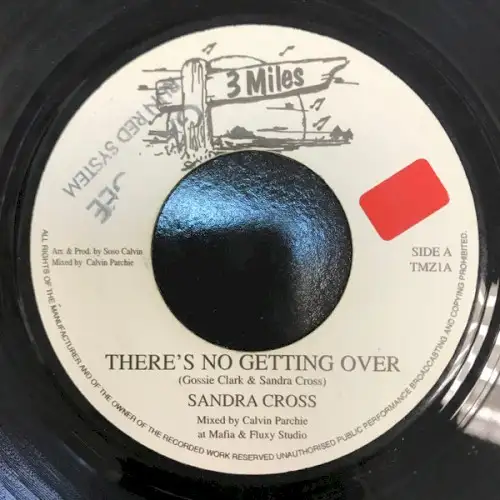 3 Miles
RED SYSTEM
Arr. & Prod. by Soso Calvin
Mixed by Calvin Parchie
SIDE A
TMZ1A
THERE'S NO GETTING OVER
(Gossie Clark & Sandra Cross)
SANDRA CROSS
Mixed by Calvin Parchie
at Mafia & Fluxy Studio
ALL RIGHTS OF THE MANUFACTURER AND OF THE OWNER OF THE RECORDED WORK RESERVED UNAUTHORISED PUBLIC PERFORMANCE BROADCASTING AND COPYING PROHIBITED.